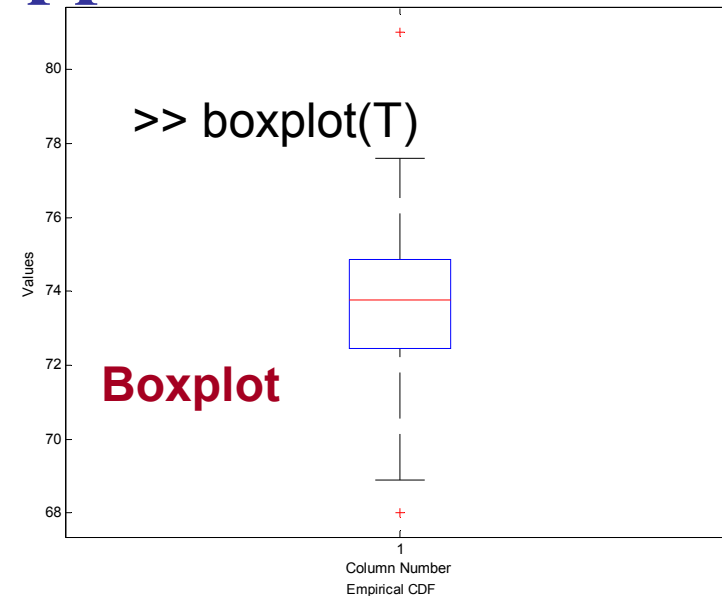 80
>> boxplot(T)
78
76
Values
74
72
Boxplot
70
68
1
Column Number
Empirical CDF